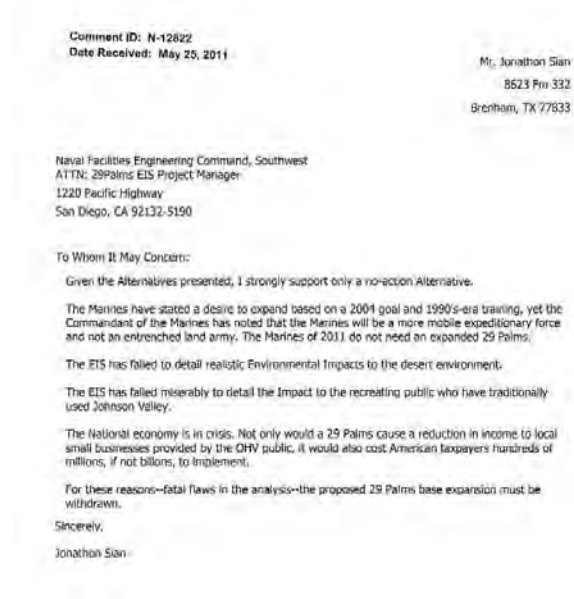 Comment ID: N-12822
Date Received: May 25, 2011
Mr. Jonathon Sian
8623 Fm 332
Brenham, TX 77833
Naval Facilities Engineering Command, Southwest
ATTN: 29Palms EIS Project Manager
1220 Pacific Highway
San Diego, CA 92132-5190
To Whom It May Concern:
Given the Alternatives presented, I strongly support only a no-action Alternative.
The Marines have stated a desire to expand based on a 2004 goal and 1990's-era training, yet the
Commandant of the Marines has noted that the Marines will be a more mobile expeditionary force
and not an entrenched land army. The Marines of 2011 do not need an expanded 29 Palms.
The EIS has failed to detail realistic Environmental Impacts to the desert environment.
The EIS has failed miserably to detail the Impact to the recreating public who have traditionally
used Johnson Valley.
The National economy is in crisis. Not only would a 29 Palms cause a reduction in income to local
small businesses provided by the OHV public, it would also cost American taxpayers hundreds of
millions, if not billions, to implement.
For these reasons--fatal flaws in the analysis--the proposed 29 Palms base expansion must be
withdrawn.
Sincerely,
Jonathon Sian